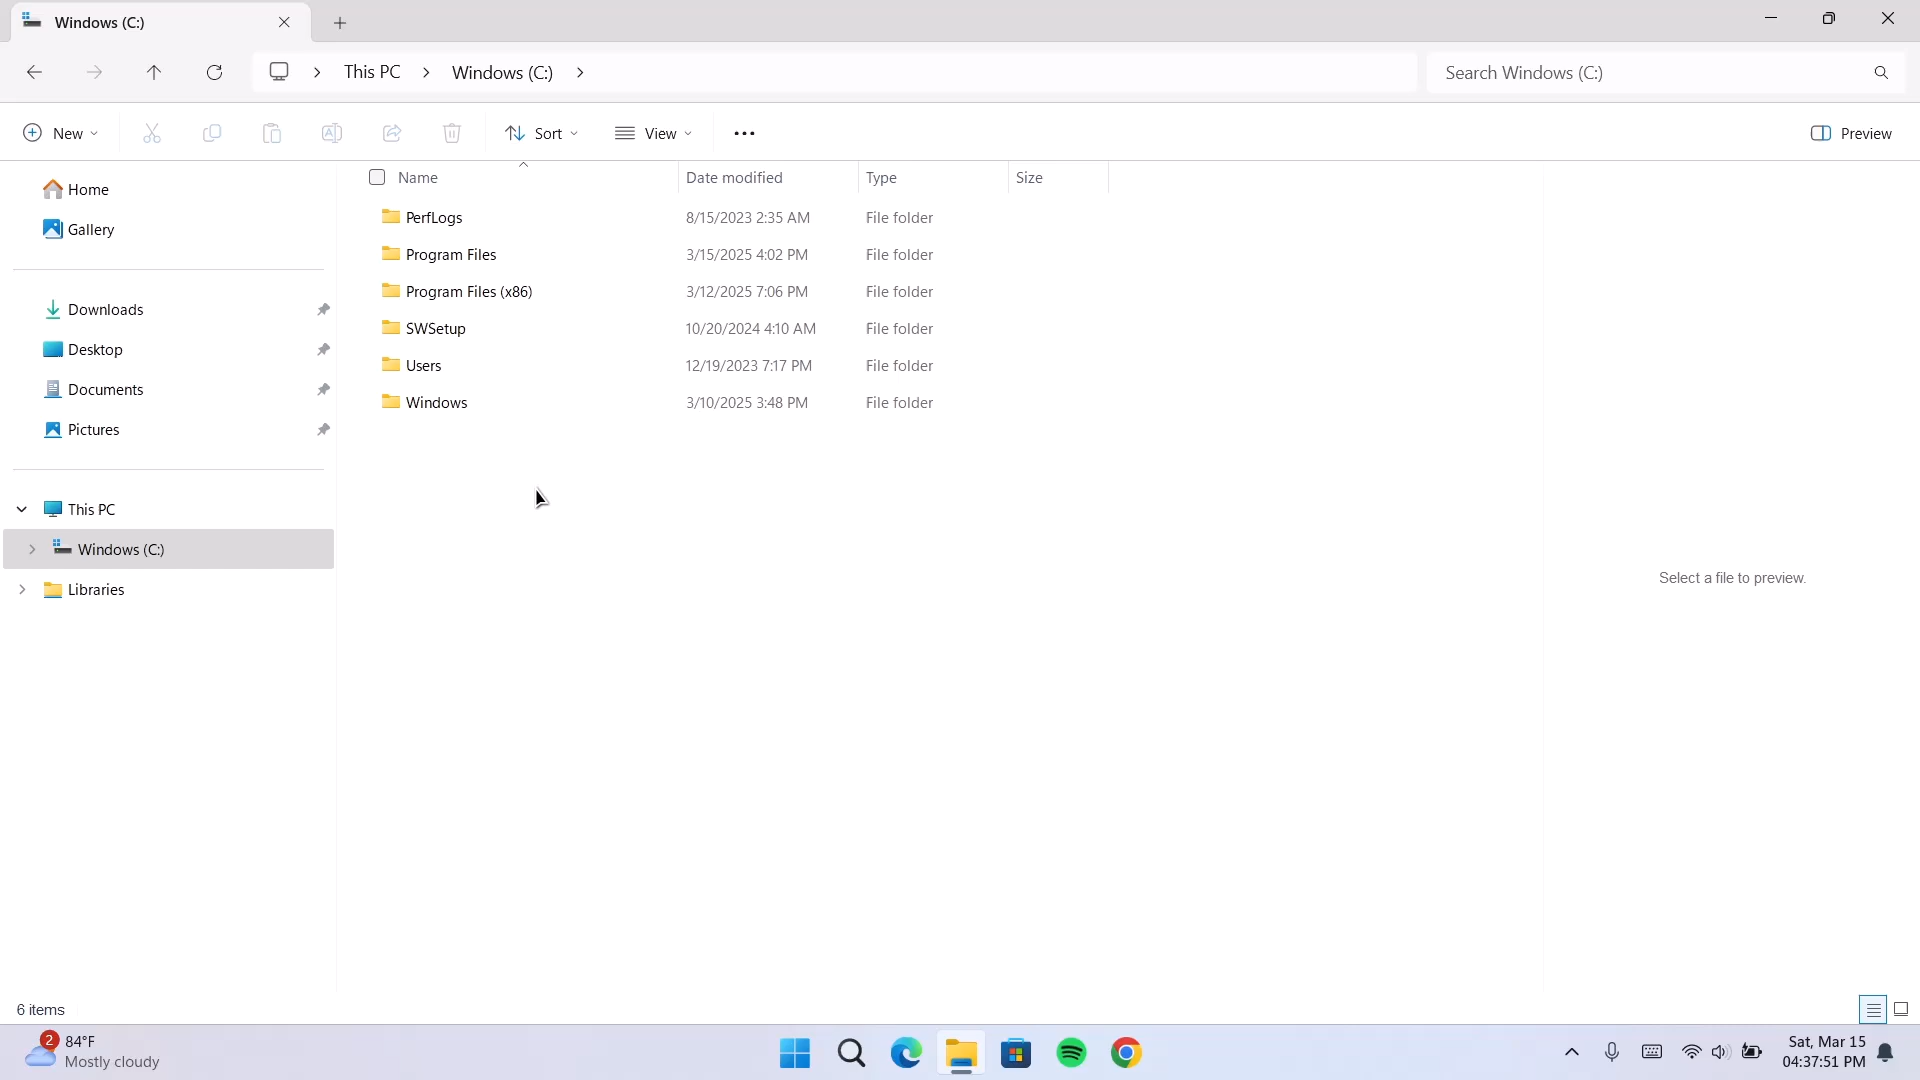 Windows (C:)
This PC
Windows (C:)
Search Windows (C:)
New
Sort
View
Preview
Home
Gallery
Downloads
Desktop
Documents
Pictures
This PC
Windows (C:)
Libraries
Name Date modified Type Size
PerfLogs 8/15/2023 2:35 AM File folder
Program Files 3/15/2025 4:02 PM File folder
Program Files (x86) 3/12/2025 7:06 PM File folder
SWSetup 10/20/2024 4:10 AM File folder
Users 12/19/2023 7:17 PM File folder
Windows 3/10/2025 3:48 PM File folder
Select a file to preview.
6 items
2
84°F
Mostly cloudy
Sat, Mar 15
04:37:51 PM